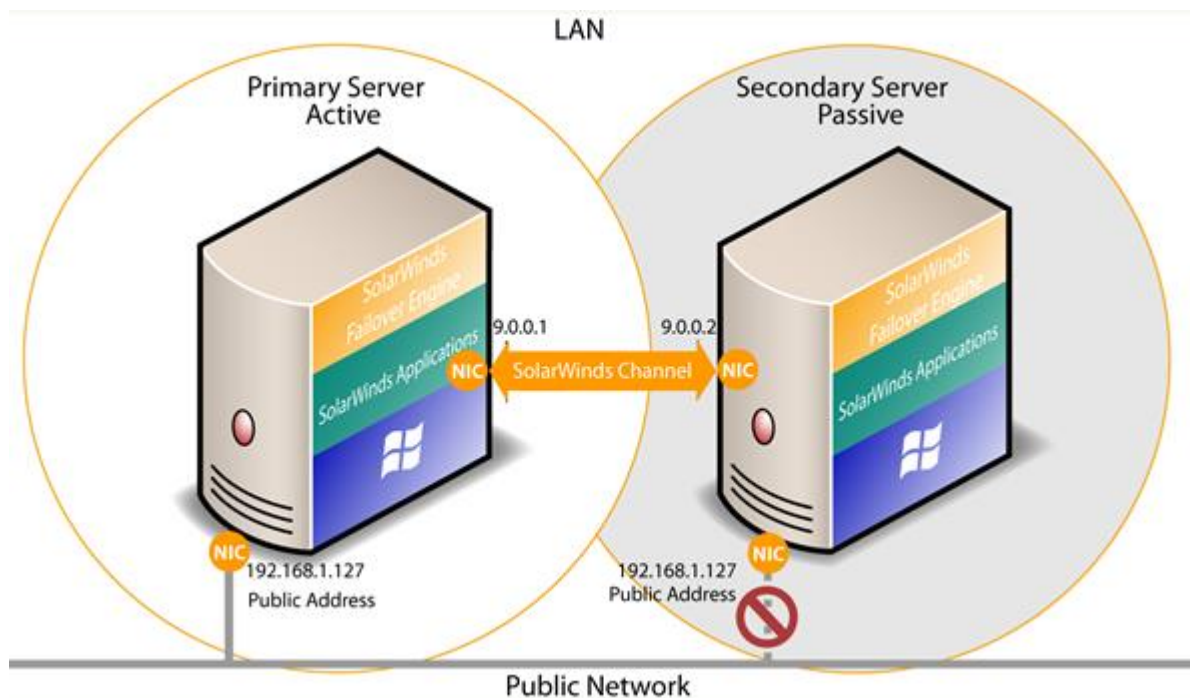 LAN
Primary Server
Active
Secondary Server
Passive
SolarWinds
Failover Engine
SolarWinds Applications
SolarWinds
Failover Engine
SolarWinds Applications
9.0.0.1
9.0.0.2
NIC
SolarWinds Channel
NIC
NIC
192.168.1.127
Public Address
NIC
192.168.1.127
Public Address
Public Network